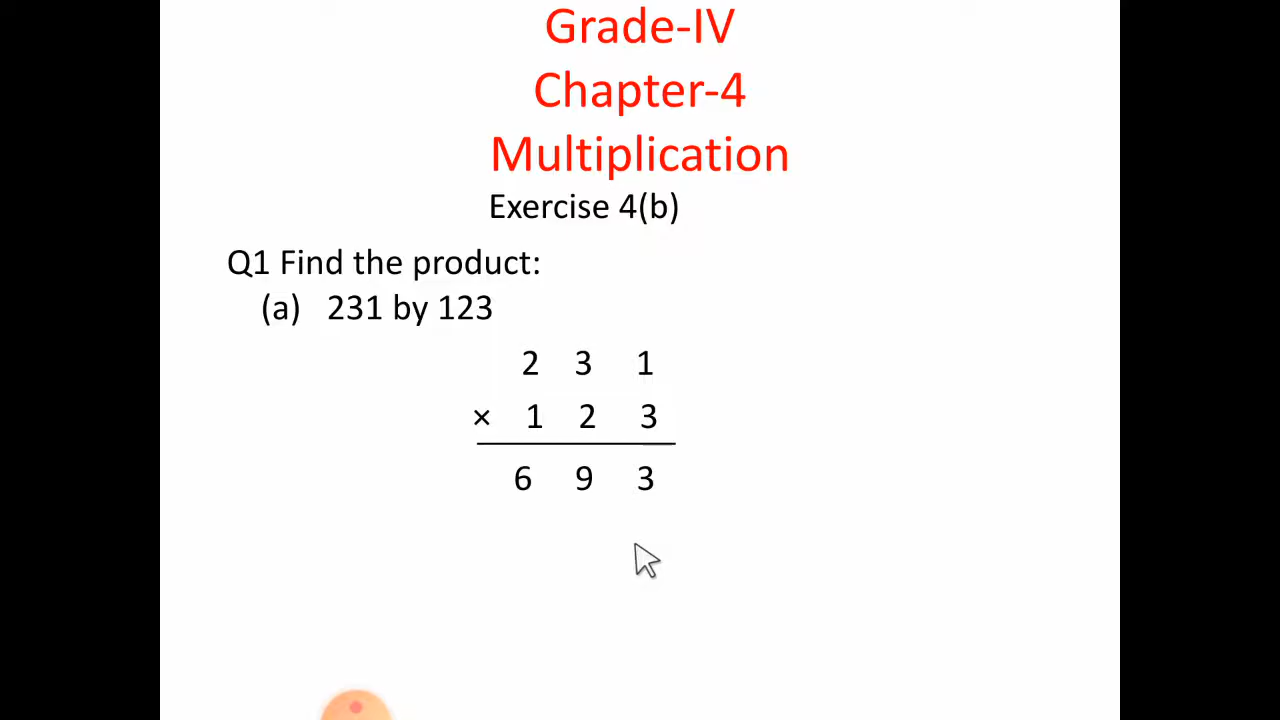 Grade-IV
Chapter-4
Multiplication
Exercise 4(b)
Q1 Find the product:
(a) 231 by 123
2 3 1
× 1 2 3
6 9 3